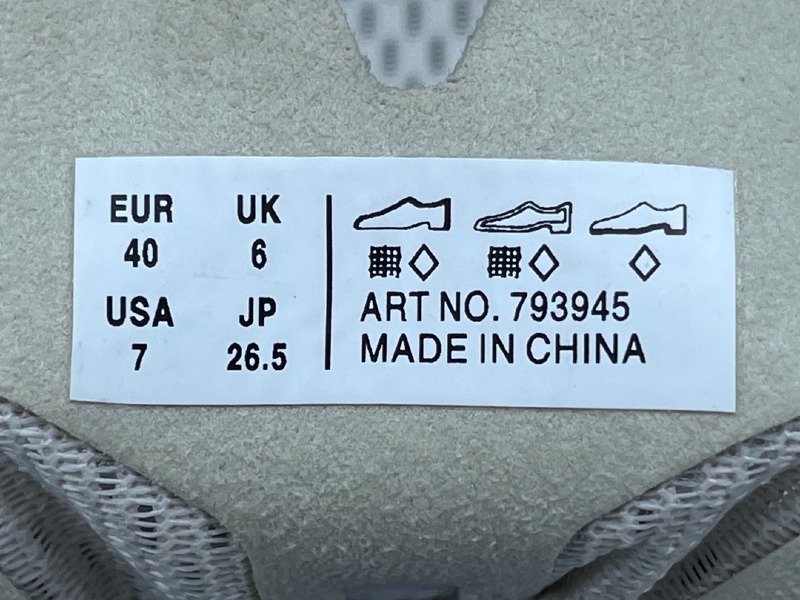 EUR UK
40 6
USA JP
7 26.5
ART NO. 793945
MADE IN CHINA